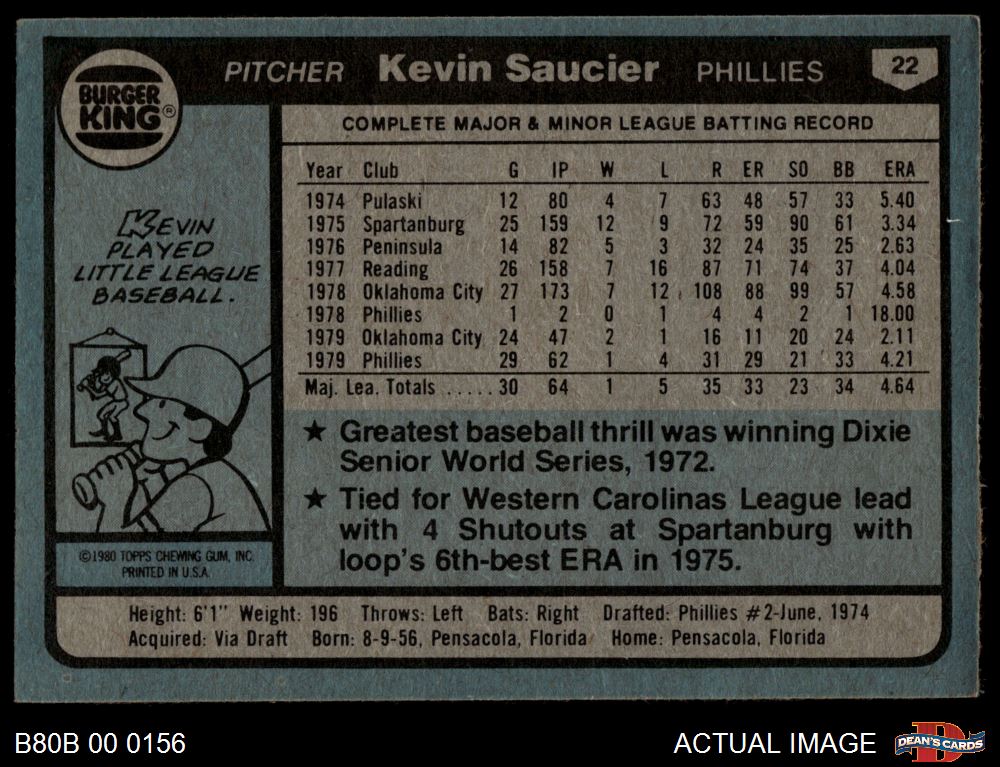 BURGER KING®
PITCHER Kevin Saucier PHILLIES 22
COMPLETE MAJOR & MINOR LEAGUE BATTING RECORD
Year Club G IP W L R ER SO BB ERA
1974 Pulaski 12 80 4 7 63 48 57 33 5.40
1975 Spartanburg 25 159 12 9 72 59 90 61 3.34
1976 Peninsula 14 82 5 3 32 24 35 25 2.63
1977 Reading 26 158 7 16 87 71 74 37 4.04
1978 Oklahoma City 27 173 7 12 108 88 99 57 4.58
1978 Phillies 1 2 0 1 4 4 2 1 18.00
1979 Oklahoma City 24 47 2 1 16 11 20 24 2.11
1979 Phillies 29 62 1 4 31 29 21 33 4.21
Maj. Lea. Totals ..... 30 64 1 5 35 33 23 34 4.64
KEVIN
PLAYED
LITTLE LEAGUE
BASEBALL.
★ Greatest baseball thrill was winning Dixie
Senior World Series, 1972.
★ Tied for Western Carolinas League lead
with 4 Shutouts at Spartanburg with
loop's 6th-best ERA in 1975.
©1980 TOPPS CHEWING GUM, INC.
PRINTED IN U.S.A.
Height: 6'1" Weight: 196 Throws: Left Bats: Right Drafted: Phillies #2-June, 1974
Acquired: Via Draft Born: 8-9-56, Pensacola, Florida Home: Pensacola, Florida
B80B 00 0156
ACTUAL IMAGE
D
DEAN'S CARDS